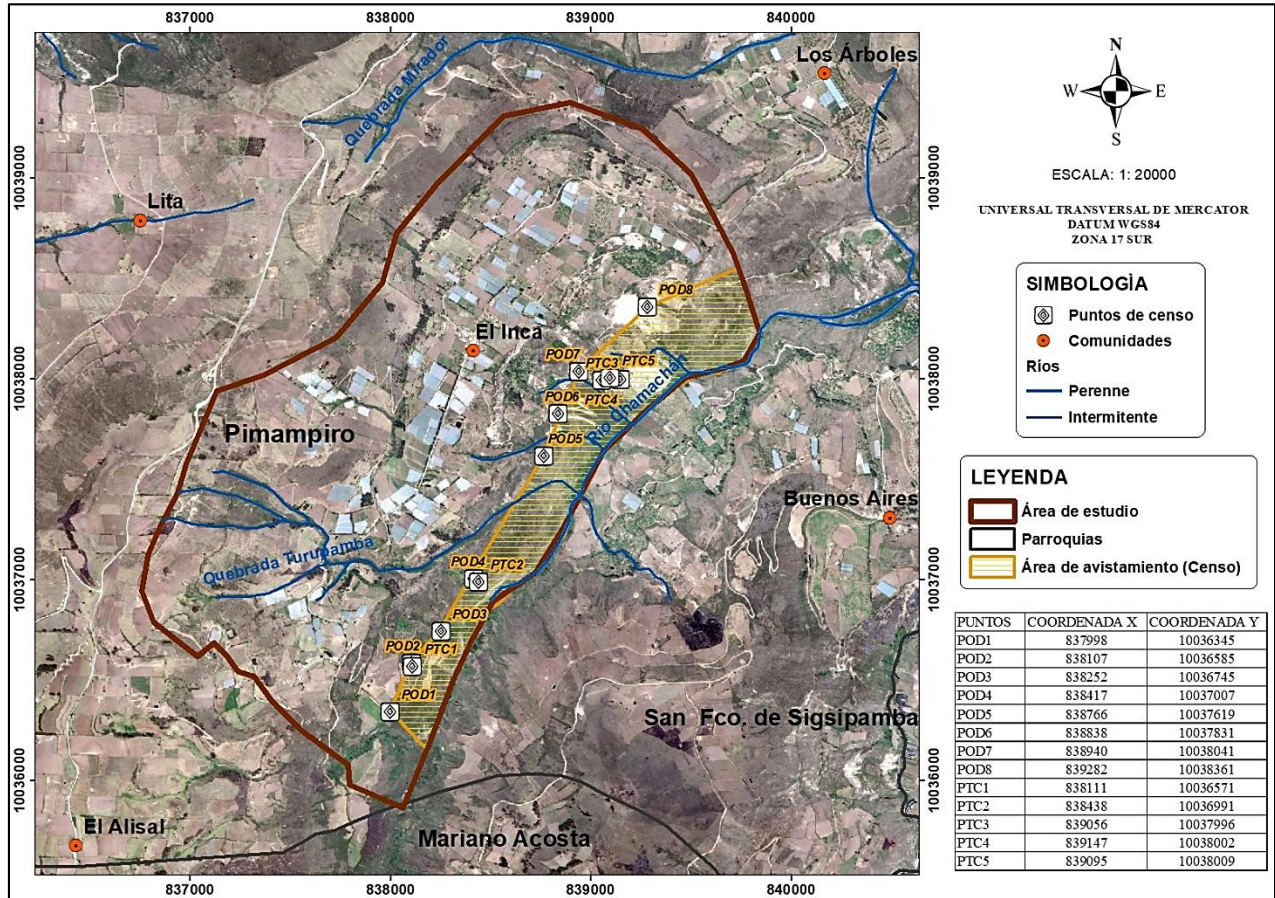 837000 838000 839000 840000
Los Árboles
Quebrada Mirador
10039000 10039000
Lita
POD8
El Inca
POD7 PTC3 PTC5
10038000 10038000
POD6 PTC4
Río Chamachán
Pimampiro
POD5
Buenos Aires
Quebrada Turupamba
POD4 PTC2
10037000 10037000
POD3
POD2 PTC1
POD1
San Fco. de Sigsipamba
10036000 10036000
El Alisal
Mariano Acosta
837000 838000 839000 840000
N
W E
S
ESCALA: 1: 20000
UNIVERSAL TRANSVERSAL DE MERCATOR
DATUM WGS84
ZONA 17 SUR
SIMBOLOGÌA
Puntos de censo
Comunidades
Ríos
Perenne
Intermitente
LEYENDA
Área de estudio
Parroquias
Área de avistamiento (Censo)
PUNTOS COORDENADA X COORDENADA Y
POD1 837998 10036345
POD2 838107 10036585
POD3 838252 10036745
POD4 838417 10037007
POD5 838766 10037619
POD6 838838 10037831
POD7 838940 10038041
POD8 839282 10038361
PTC1 838111 10036571
PTC2 838438 10036991
PTC3 839056 10037996
PTC4 839147 10038002
PTC5 839095 10038009